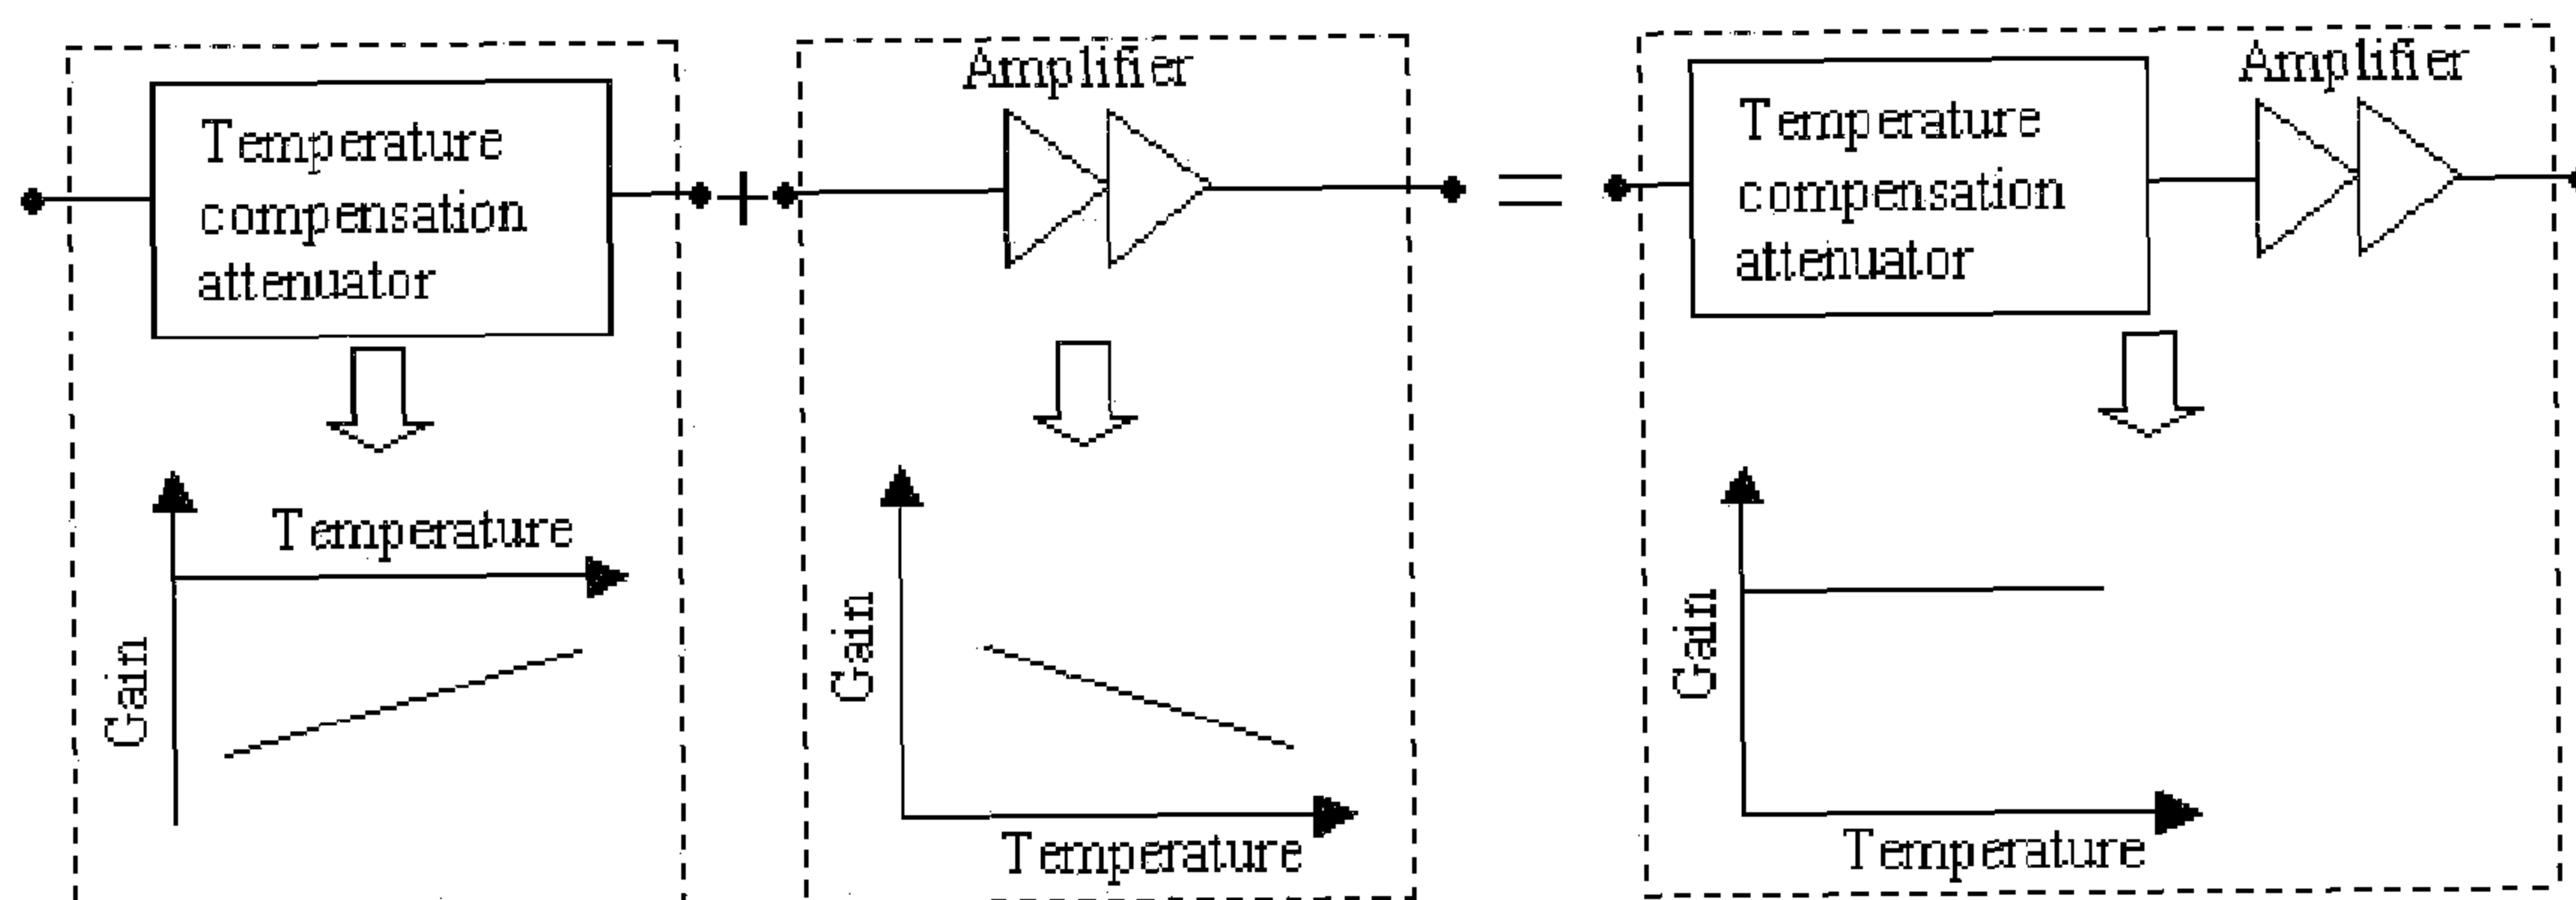 Temperature
compensation
attenuator
Temperature
Gain
+
Amplifier
Gain
Temperature
=
Temperature
compensation
attenuator
Amplifier
Gain
Temperature